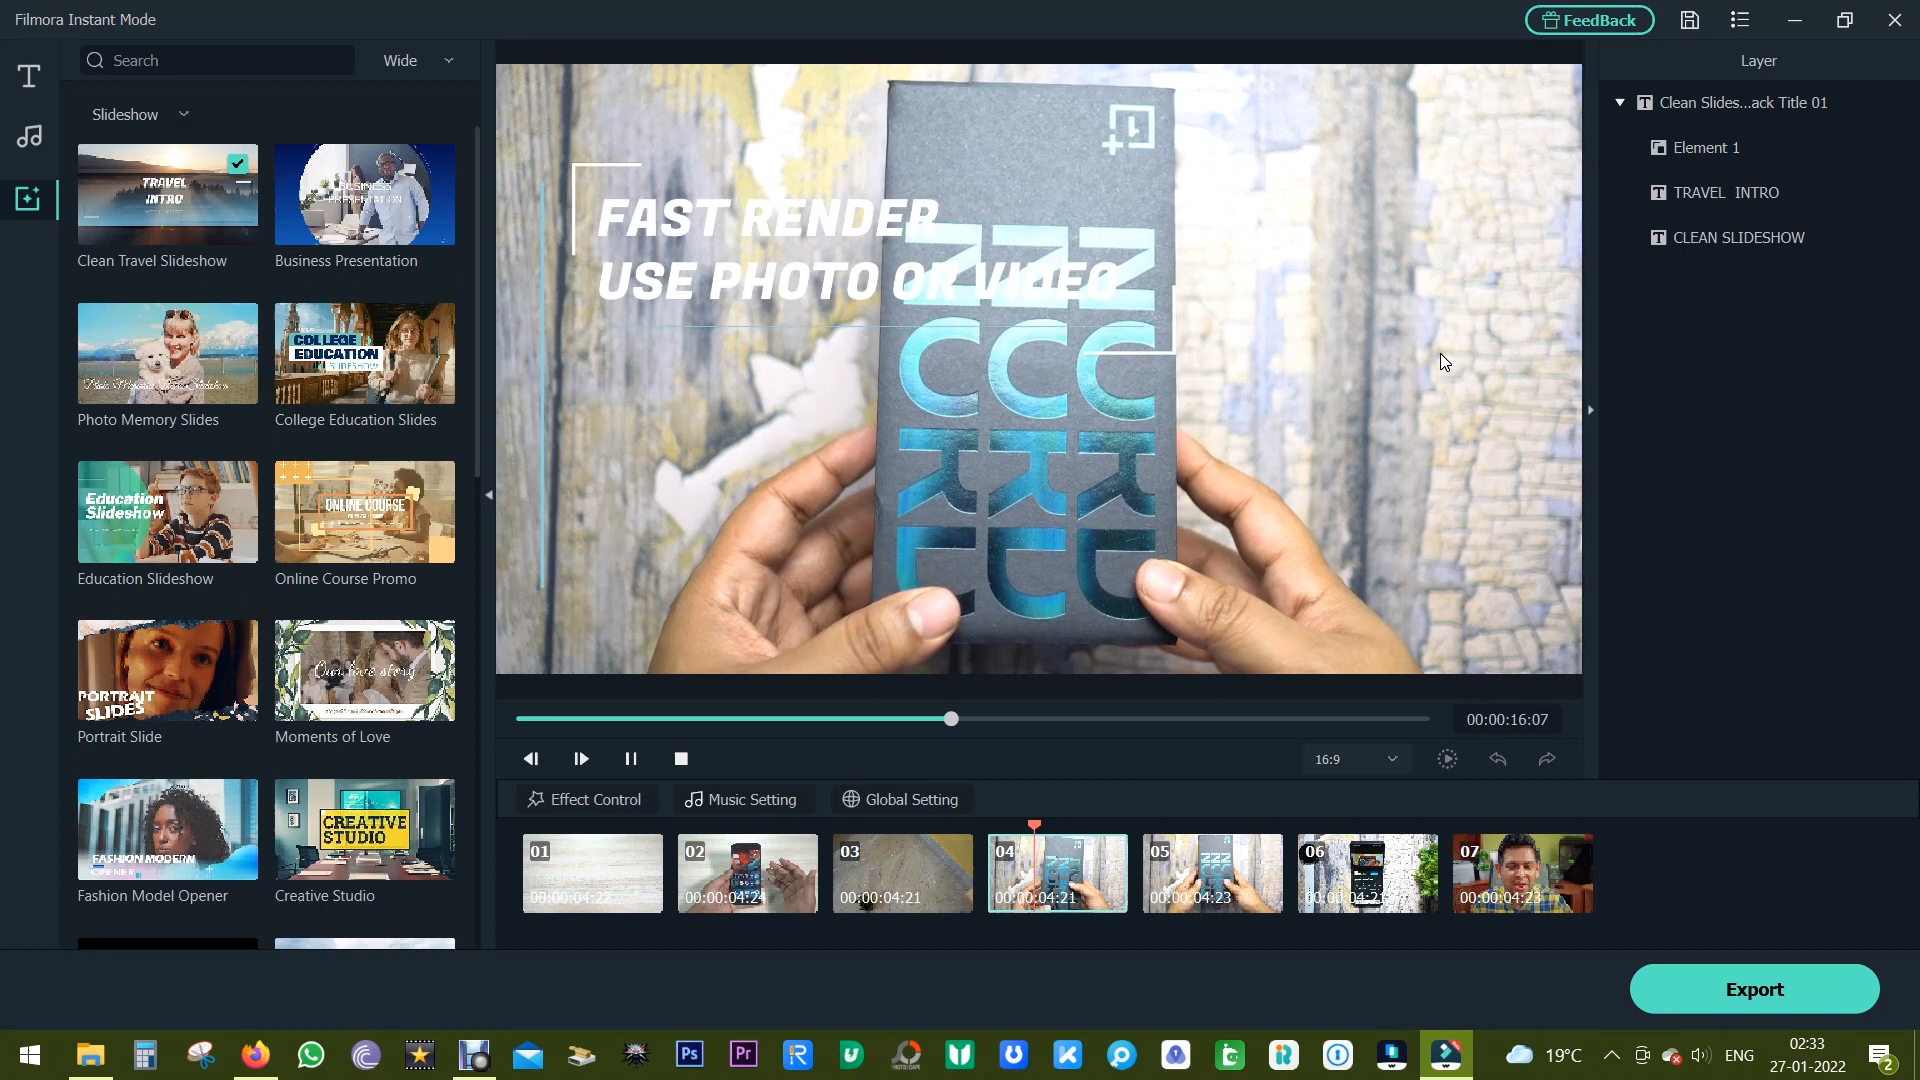 Filmora Instant Mode
FeedBack
Search
Wide
Layer
Slideshow
TRAVEL
INTRO
Clean Travel Slideshow
BUSINESS
PRESENTATION
Business Presentation
Photo Memory Slides
COLLEGE
EDUCATION
SLIDESHOW
College Education Slides
Education
Slideshow
Education Slideshow
ONLINE COURSE
Online Course Promo
PORTRAIT
SLIDES
Portrait Slide
Our love story
Moments of Love
FASHION MODERN
OPENER
Fashion Model Opener
CREATIVE
STUDIO
Creative Studio
FAST RENDER
USE PHOTO OR VIDEO
Clean Slides...ack Title 01
Element 1
TRAVEL INTRO
CLEAN SLIDESHOW
00:00:16:07
16:9
Effect Control
Music Setting
Global Setting
01
00:00:04:22
02
00:00:04:24
03
00:00:04:21
04
00:00:04:21
05
00:00:04:23
06
00:00:04:21
07
00:00:04:23
Export
Ps
Pr
19°C
ENG
02:33
27-01-2022
2